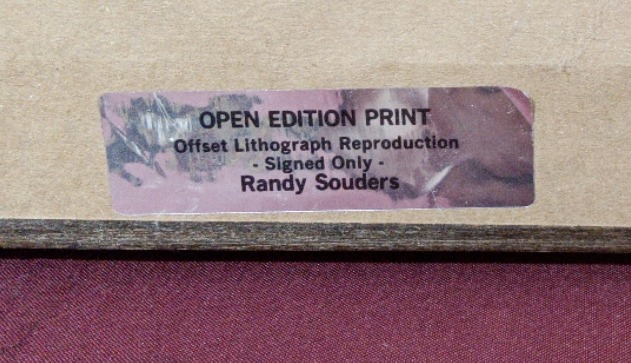 OPEN EDITION PRINT
Offset Lithograph Reproduction
- Signed Only -
Randy Souders